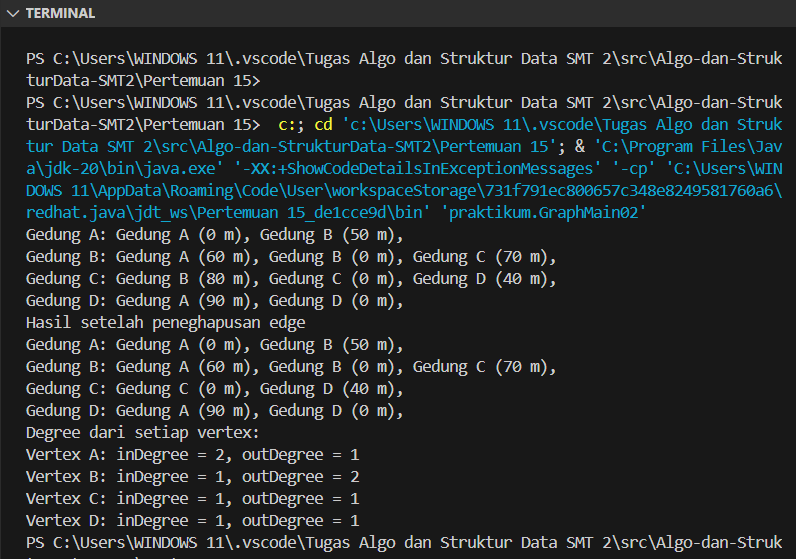 TERMINAL
PS C:\Users\WINDOWS 11\.vscode\Tugas Algo dan Struktur Data SMT 2\src\Algo-dan-Struk
turData-SMT2\Pertemuan 15>
PS C:\Users\WINDOWS 11\.vscode\Tugas Algo dan Struktur Data SMT 2\src\Algo-dan-Struk
turData-SMT2\Pertemuan 15>  c:; cd 'c:\Users\WINDOWS 11\.vscode\Tugas Algo dan Struk
tur Data SMT 2\src\Algo-dan-StrukturData-SMT2\Pertemuan 15'; & 'C:\Program Files\Jav
a\jdk-20\bin\java.exe' '-XX:+ShowCodeDetailsInExceptionMessages' '-cp' 'C:\Users\WIN
DOWS 11\AppData\Roaming\Code\User\workspaceStorage\731f791ec800657c348e8249581760a6\
redhat.java\jdt_ws\Pertemuan 15_de1cce9d\bin' 'praktikum.GraphMain02'
Gedung A: Gedung A (0 m), Gedung B (50 m),
Gedung B: Gedung A (60 m), Gedung B (0 m), Gedung C (70 m),
Gedung C: Gedung B (80 m), Gedung C (0 m), Gedung D (40 m),
Gedung D: Gedung A (90 m), Gedung D (0 m),
Hasil setelah peneghapusan edge
Gedung A: Gedung A (0 m), Gedung B (50 m),
Gedung B: Gedung A (60 m), Gedung B (0 m), Gedung C (70 m),
Gedung C: Gedung C (0 m), Gedung D (40 m),
Gedung D: Gedung A (90 m), Gedung D (0 m),
Degree dari setiap vertex:
Vertex A: inDegree = 2, outDegree = 1
Vertex B: inDegree = 1, outDegree = 2
Vertex C: inDegree = 1, outDegree = 1
Vertex D: inDegree = 1, outDegree = 1
PS C:\Users\WINDOWS 11\.vscode\Tugas Algo dan Struktur Data SMT 2\src\Algo-dan-Struk